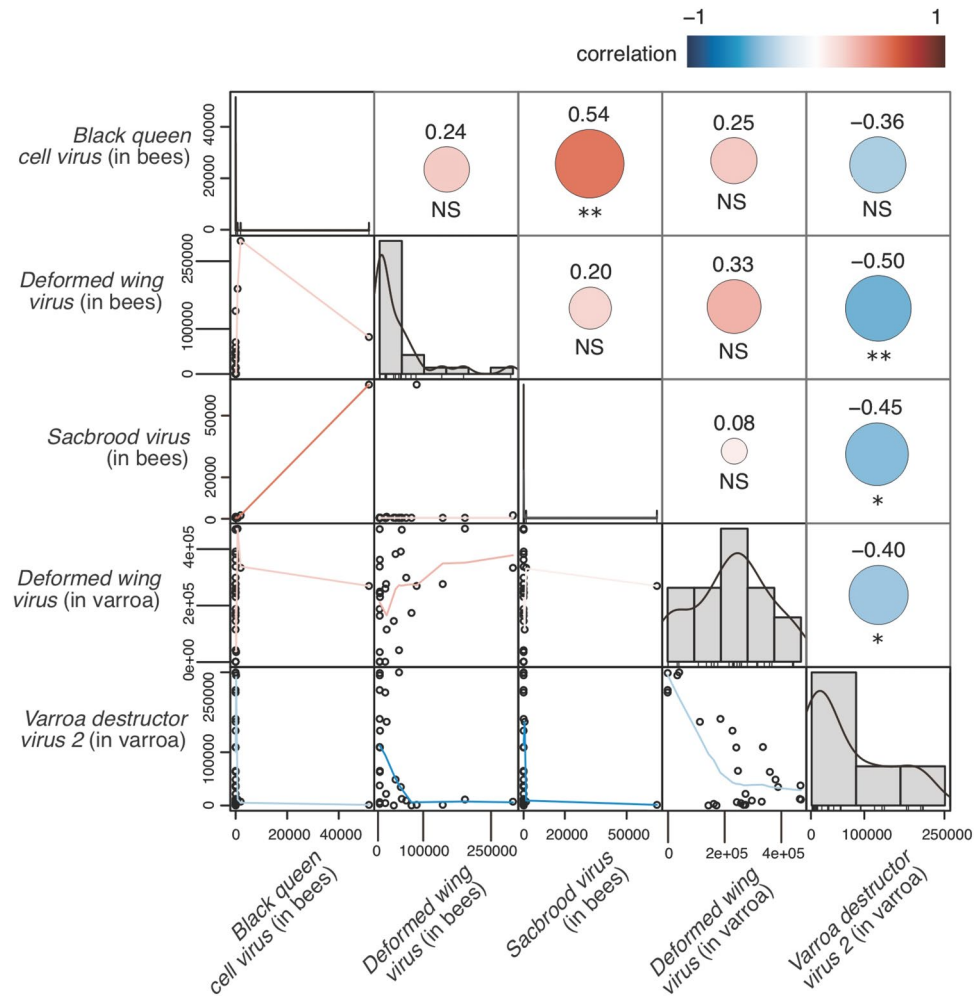 −1 1
correlation
Black queen
cell virus (in bees)
0 20000 40000
0.24
NS
0.54
**
0.25
NS
−0.36
NS
Deformed wing
virus (in bees)
0 100000 250000
0.20
NS
0.33
NS
−0.50
**
Sacbrood virus
(in bees)
0 20000 50000
0.08
NS
−0.45
*
Deformed wing
virus (in varroa)
0e+00 2e+05 4e+05
−0.40
*
Varroa destructor
virus 2 (in varroa)
0 100000 250000
0 20000 40000
0 100000 250000
0 20000 50000
0 2e+05 4e+05
0 100000 250000
Black queen
cell virus (in bees)
Deformed wing
virus (in bees)
Sacbrood virus
(in bees)
Deformed wing
virus (in varroa)
Varroa destructor
virus 2 (in varroa)